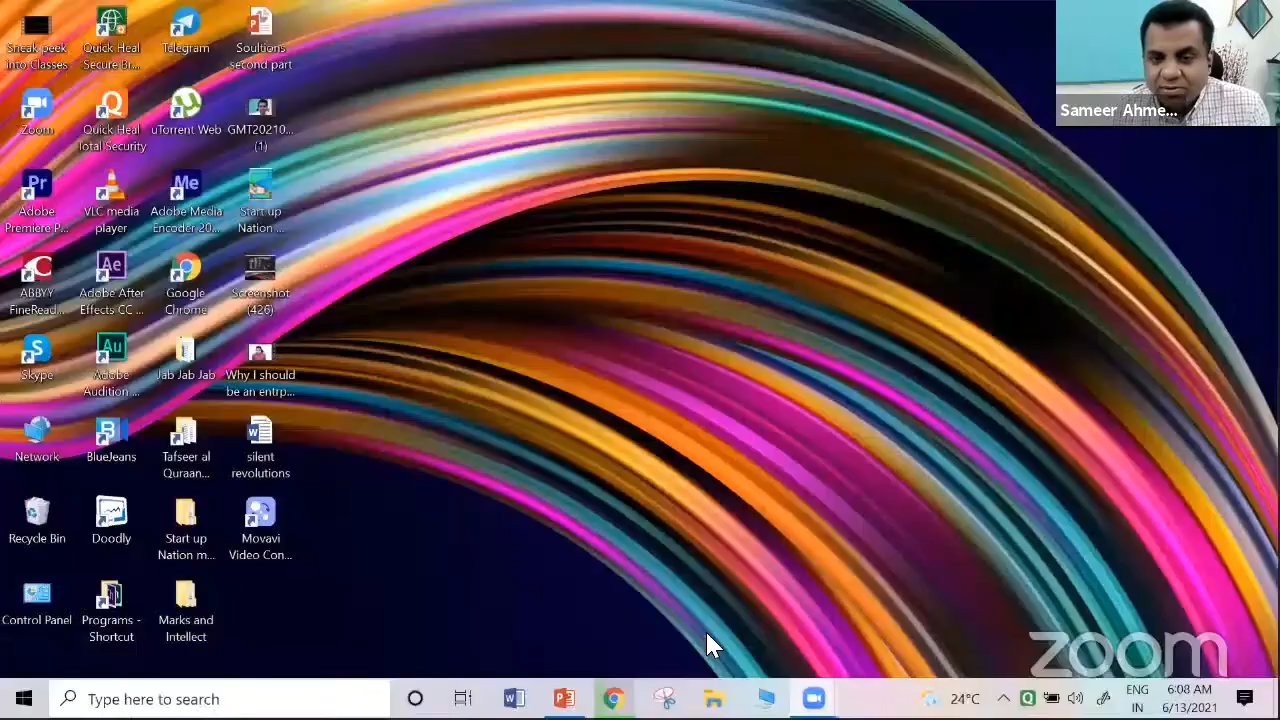 Sneak peek
into Classes
Quick Heal
Secure Br...
Telegram
Soultions
second part
Zoom
Quick Heal
Total Security
uTorrent Web
GMT20210...
(1)
Adobe
Premiere P...
VLC media
player
Adobe Media
Encoder 20...
Start up
Nation ...
ABBYY
FineRead...
Adobe After
Effects CC ...
Google
Chrome
Screenshot
(426)
Skype
Adobe
Audition ...
Jab Jab Jab
Why I should
be an entrp...
Network
BlueJeans
Tafseer al
Quraan...
silent
revolutions
Recycle Bin
Doodly
Start up
Nation m...
Movavi
Video Con...
Control Panel
Programs -
Shortcut
Marks and
Intellect
Sameer Ahme...
zoom
Type here to search
24°C
ENG
IN
6:08 AM
6/13/2021